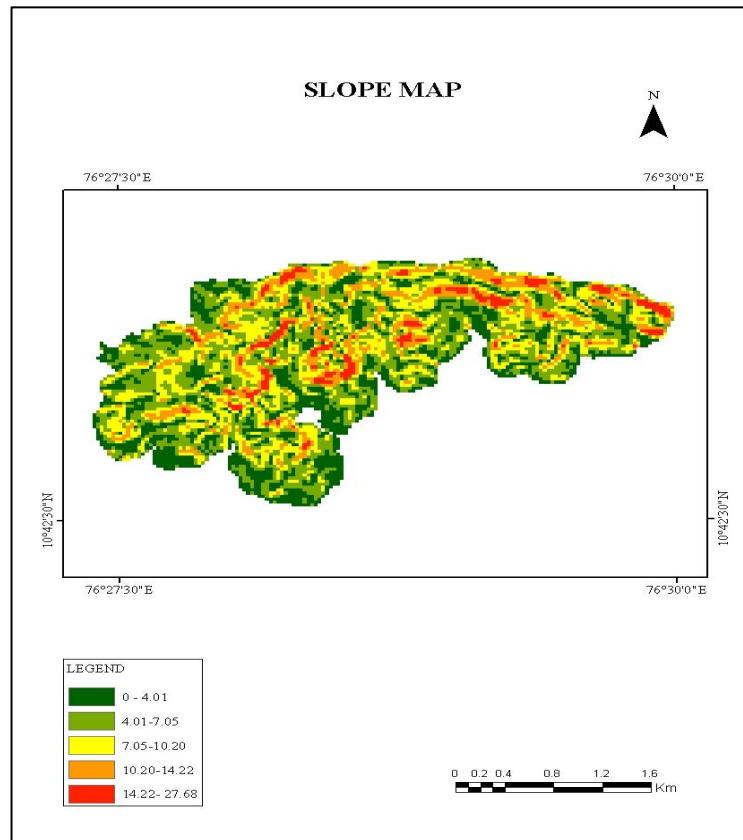 SLOPE MAP
N
76°27'30"E 76°30'0"E
10°42'30"N 10°42'30"N
76°27'30"E 76°30'0"E
LEGEND
0 - 4.01
4.01-7.05
7.05-10.20
10.20-14.22
14.22- 27.68
0 0.2 0.4 0.8 1.2 1.6
Km